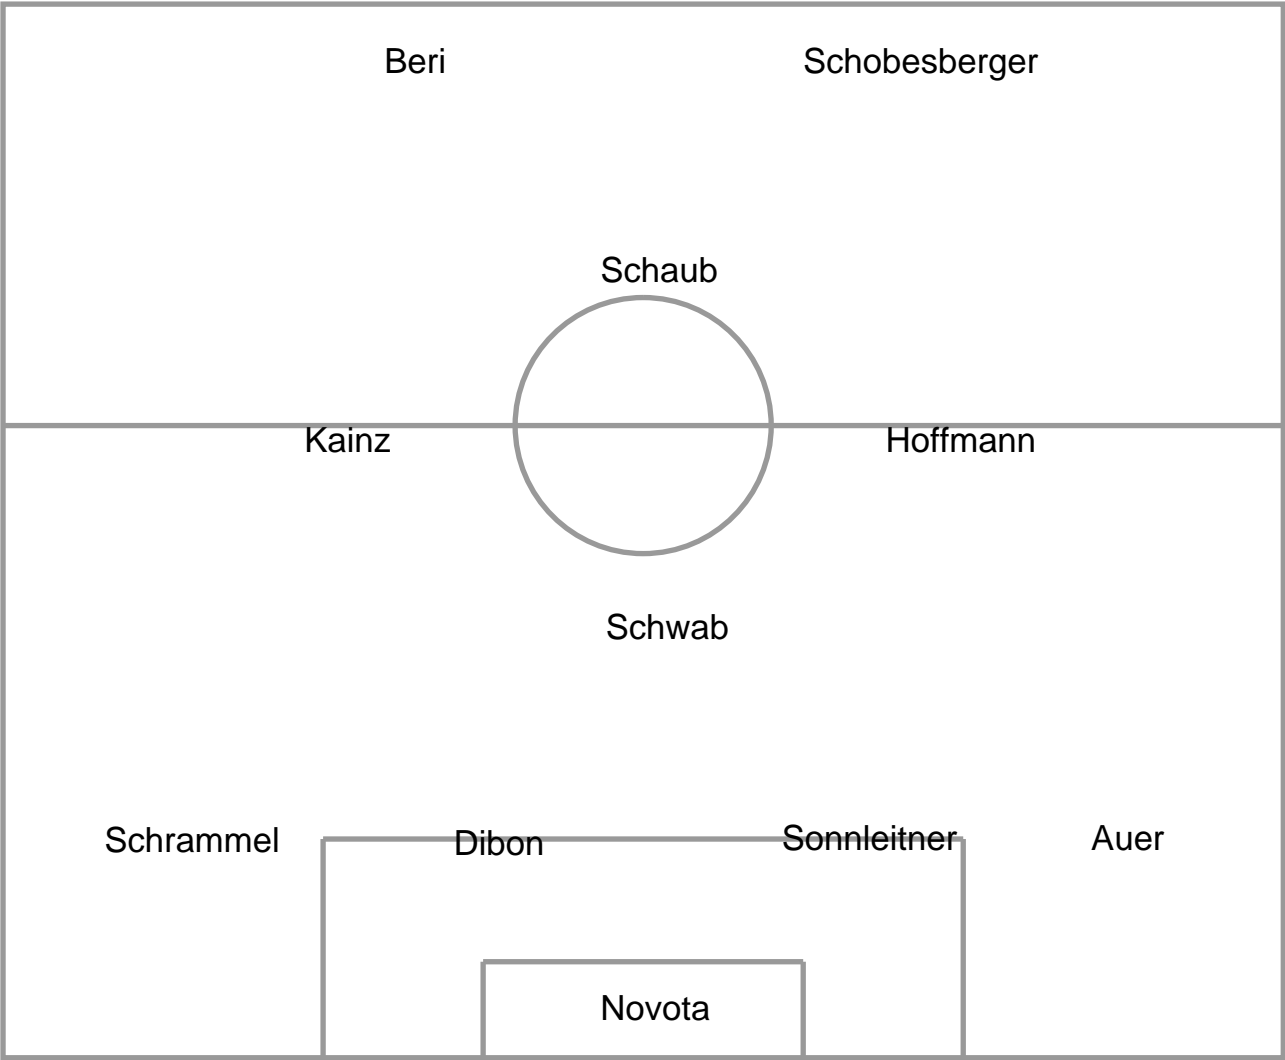 Beri
Schobesberger
Schaub
Kainz
Hoffmann
Schwab
Schrammel
Dibon
Sonnleitner
Auer
Novota